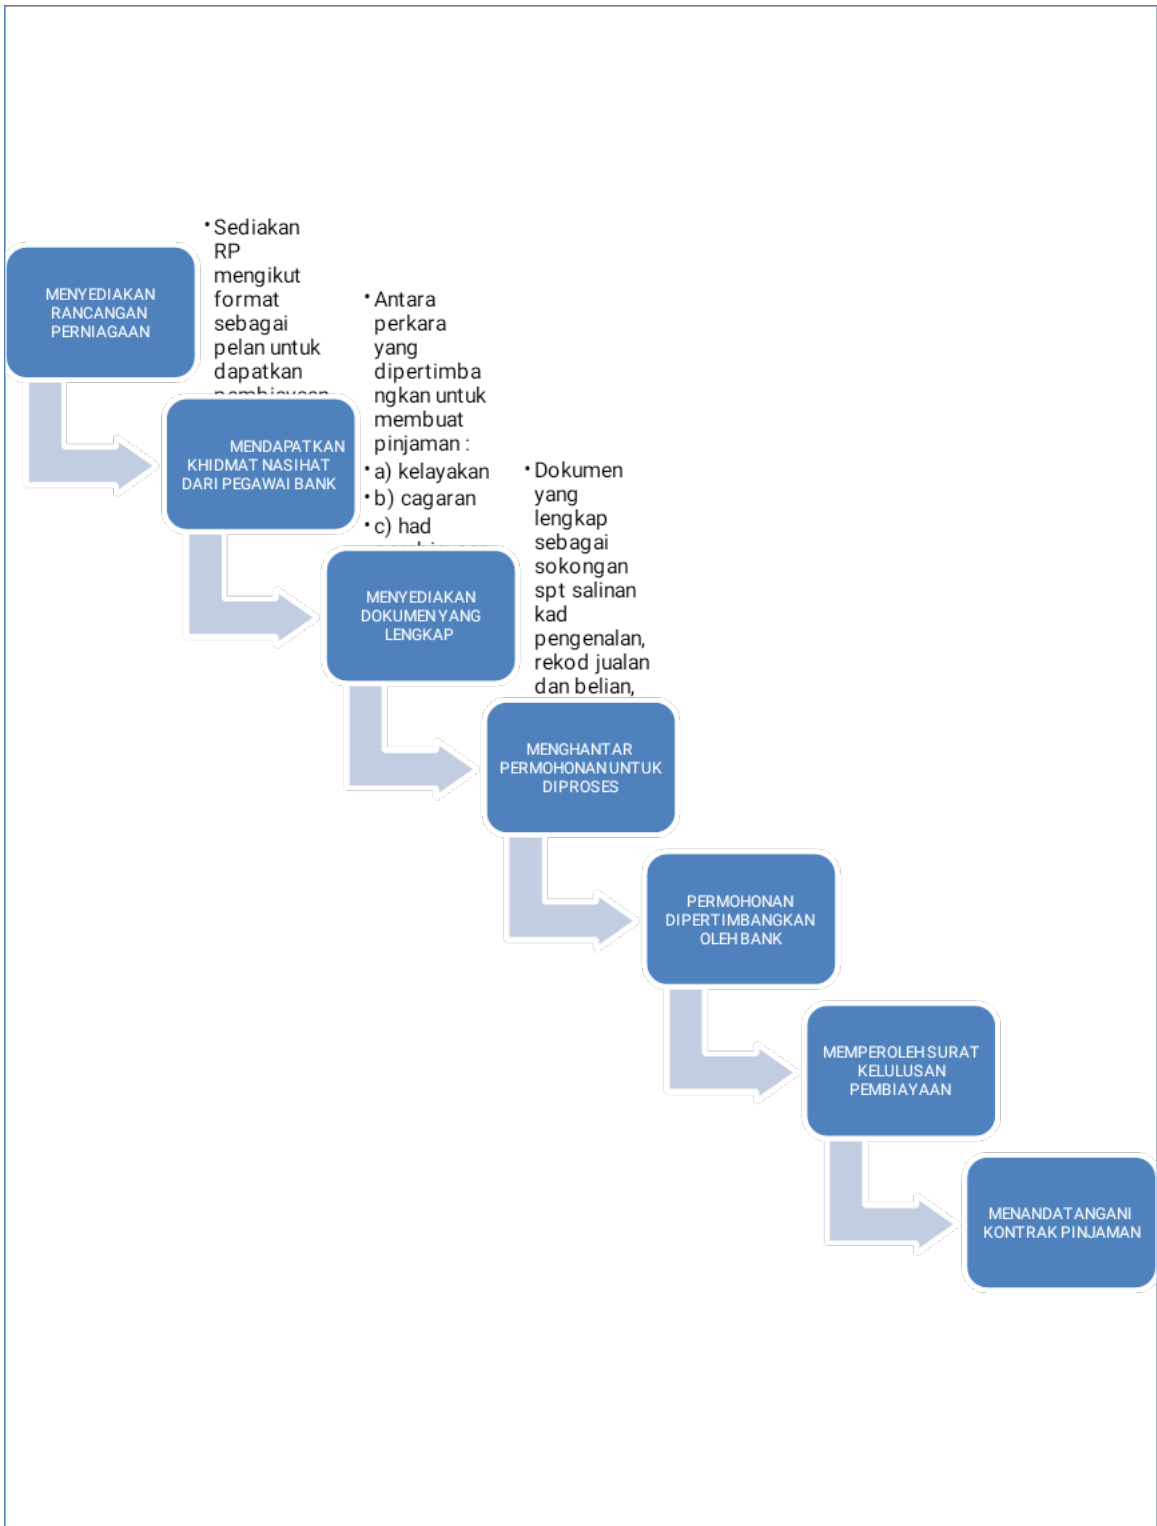 MENYEDIAKAN
RANCANGAN
PERNIAGAAN
• Sediakan
RP
mengikut
format
sebagai
pelan untuk
dapatkan
MENDAPATKAN
KHIDMAT NASIHAT
DARI PEGAWAI BANK
• Antara
perkara
yang
dipertimba
ngkan untuk
membuat
pinjaman :
• a) kelayakan
• b) cagaran
• c) had
MENYEDIAKAN
DOKUMEN YANG
LENGKAP
• Dokumen
yang
lengkap
sebagai
sokongan
spt salinan
kad
pengenalan,
rekod jualan
dan belian,
MENGHANTAR
PERMOHONAN UNTUK
DIPROSES
PERMOHONAN
DIPERTIMBANGKAN
OLEH BANK
MEMPEROLEH SURAT
KELULUSAN
PEMBIAYAAN
MENANDATANGANI
KONTRAK PINJAMAN